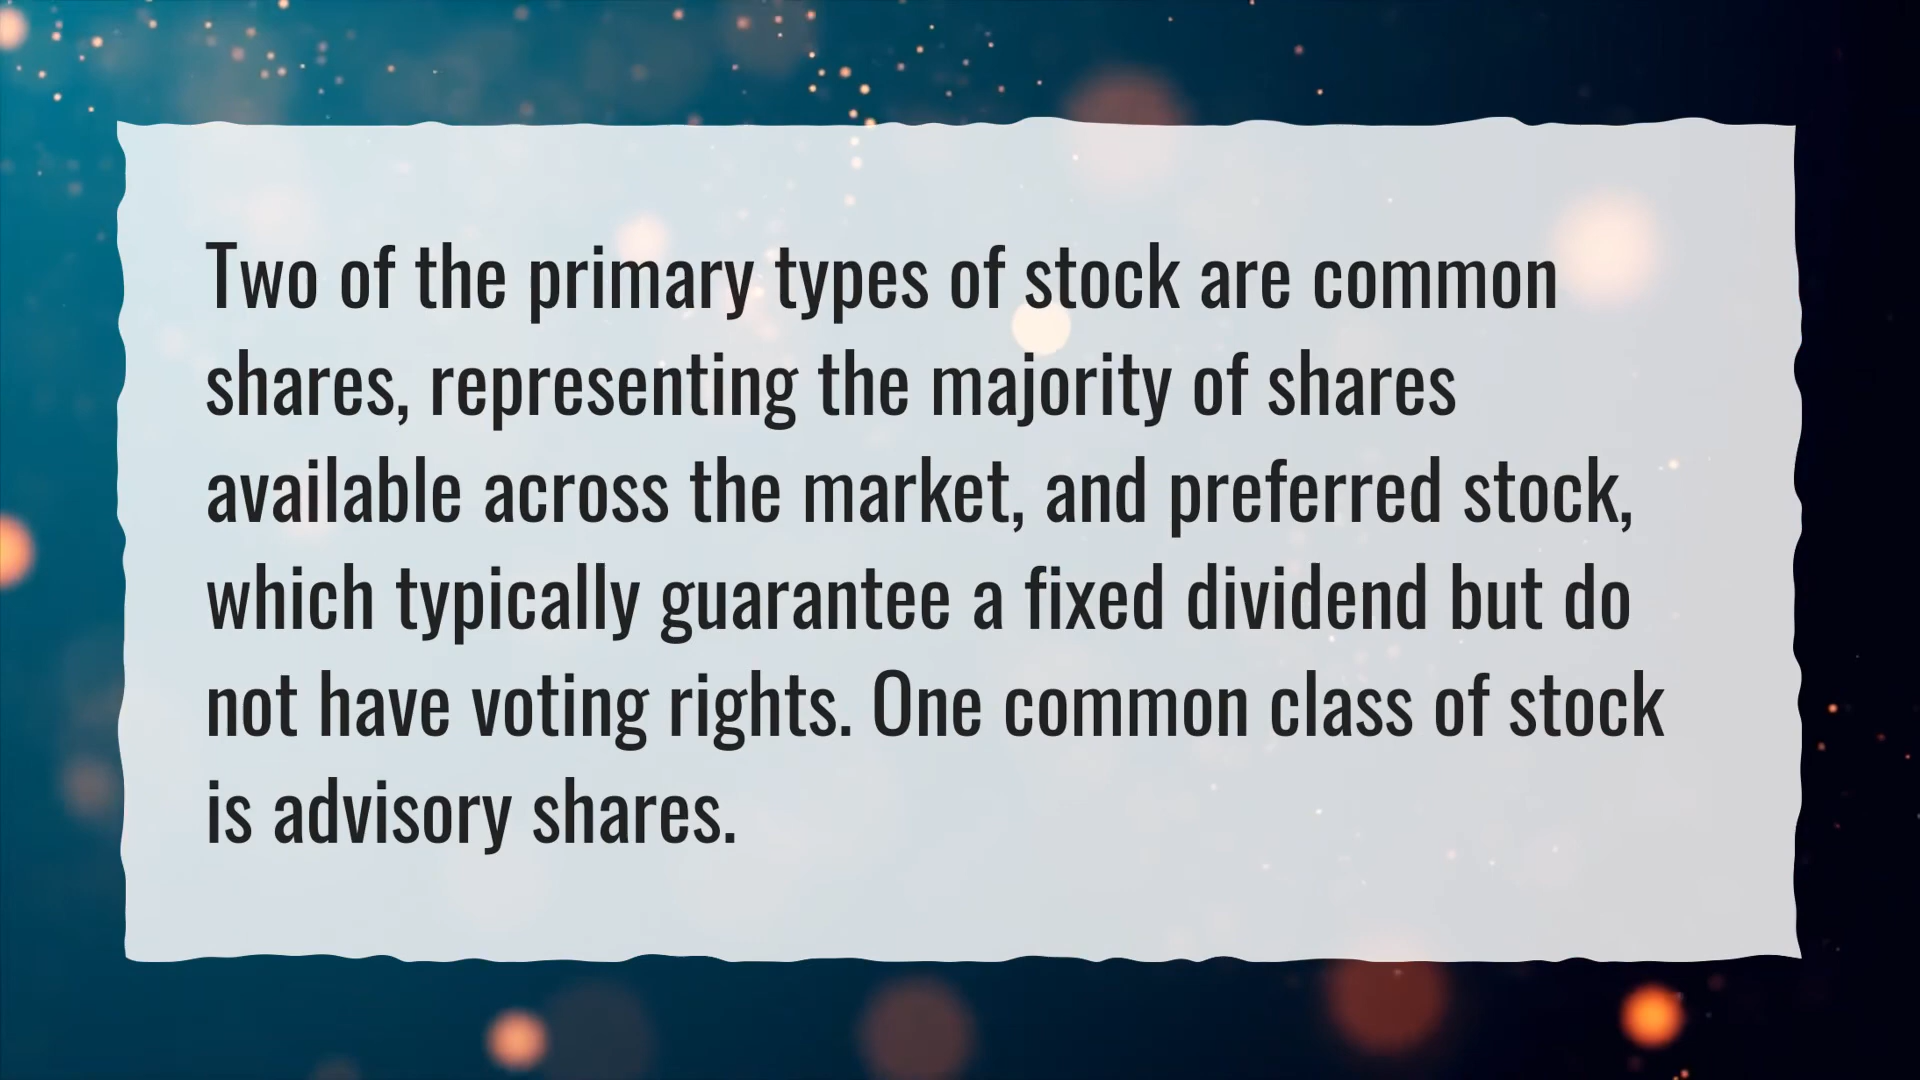 Two of the primary types of stock are common
shares, representing the majority of shares
available across the market, and preferred stock,
which typically guarantee a fixed dividend but do
not have voting rights. One common class of stock
is advisory shares.